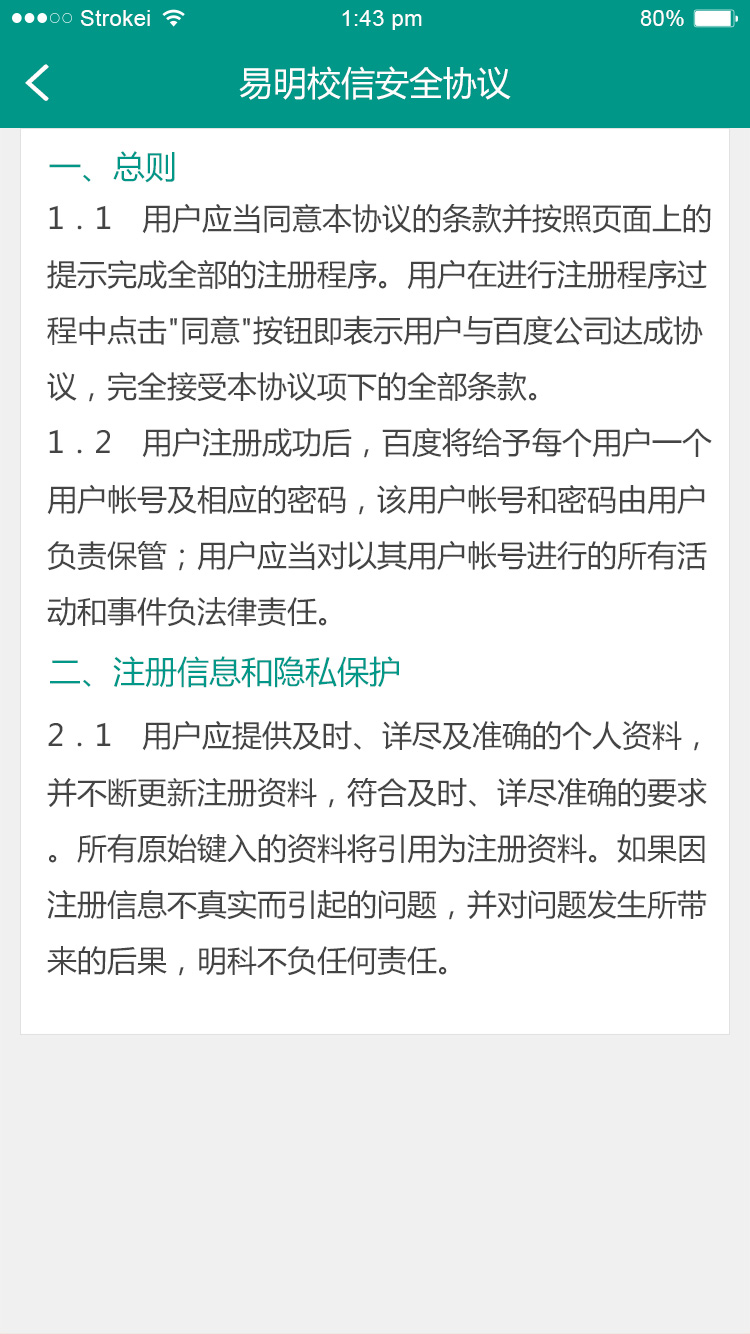 Strokei 1:43 pm 80%
易明校信安全协议
一、总则
1．1　用户应当同意本协议的条款并按照页面上的
提示完成全部的注册程序。用户在进行注册程序过
程中点击"同意"按钮即表示用户与百度公司达成协
议，完全接受本协议项下的全部条款。
1．2　用户注册成功后，百度将给予每个用户一个
用户帐号及相应的密码，该用户帐号和密码由用户
负责保管；用户应当对以其用户帐号进行的所有活
动和事件负法律责任。
二、注册信息和隐私保护
2．1　用户应提供及时、详尽及准确的个人资料，
并不断更新注册资料，符合及时、详尽准确的要求
。所有原始键入的资料将引用为注册资料。如果因
注册信息不真实而引起的问题，并对问题发生所带
来的后果，明科不负任何责任。